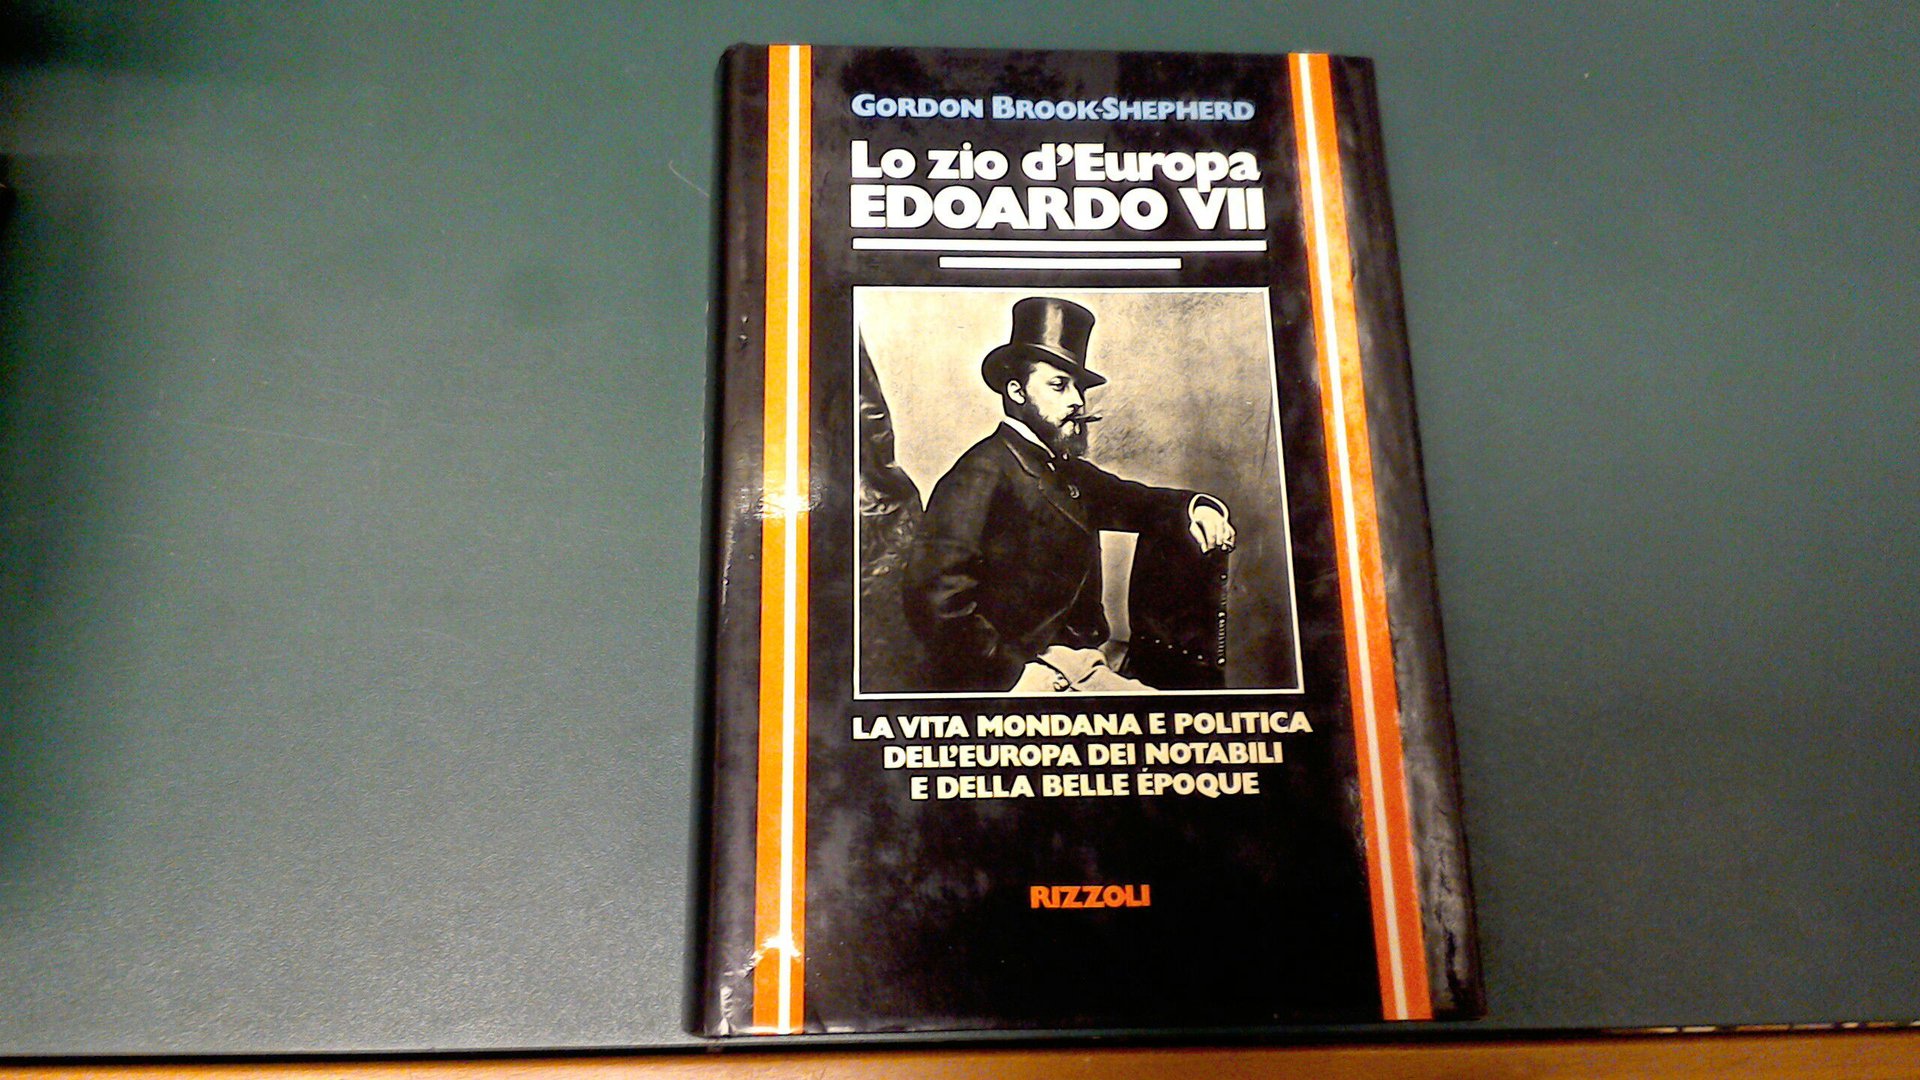 GORDON BROOK-SHEPHERD
Lo zio d'Europa
EDOARDO VII
LA VITA MONDANA E POLITICA
DELL'EUROPA DEI NOTABILI
E DELLA BELLE ÉPOQUE
RIZZOLI